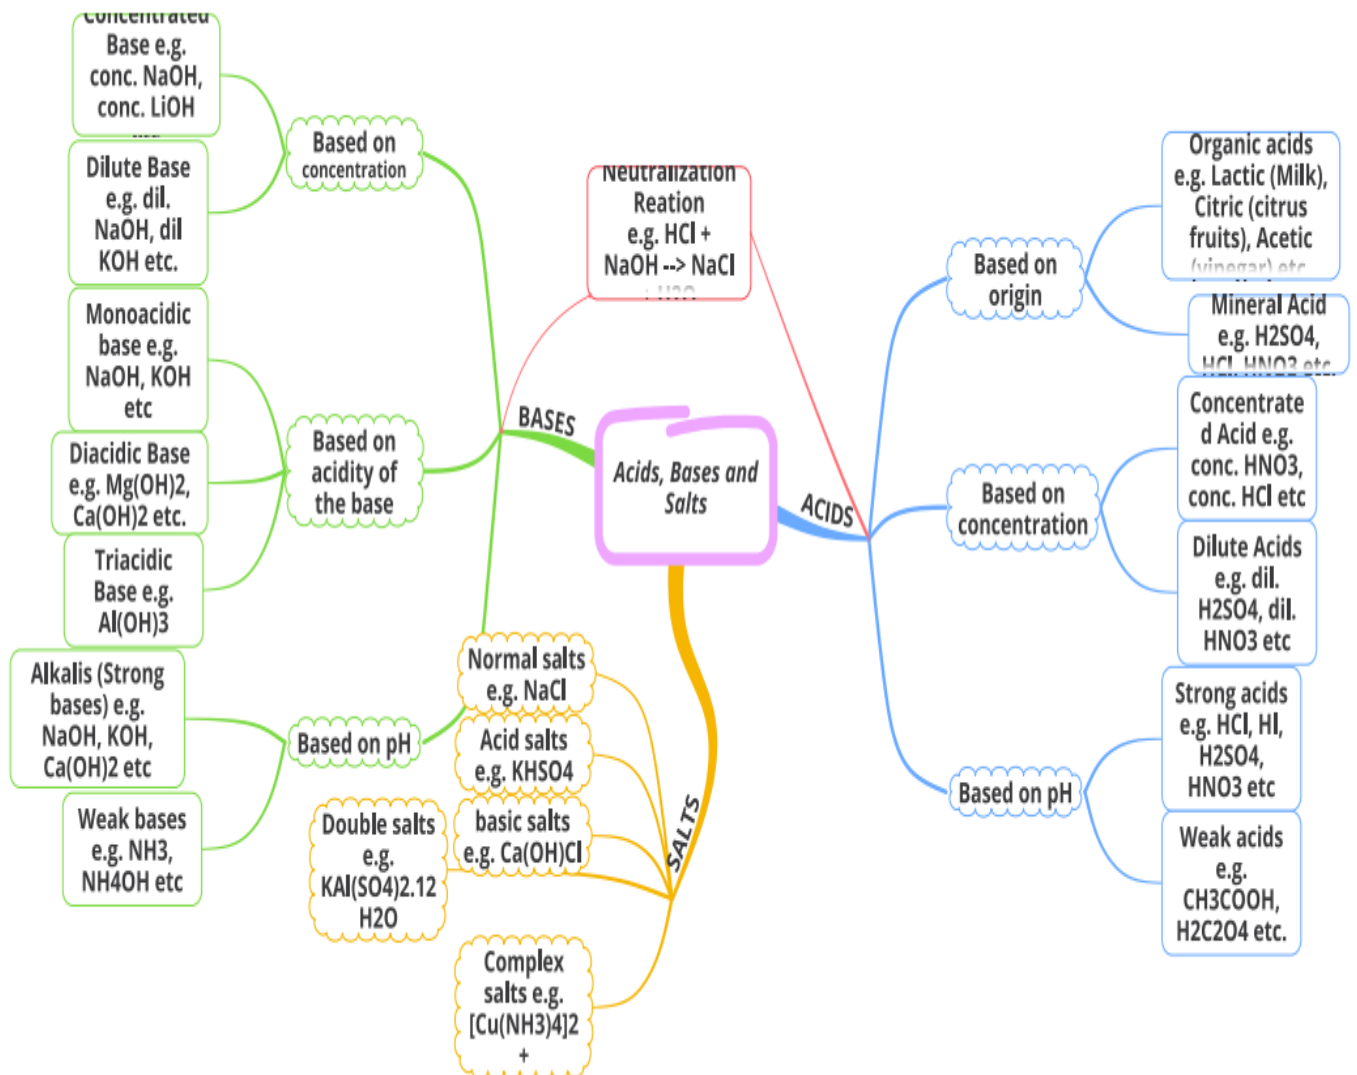 Concentrated
Base e.g.
conc. NaOH,
conc. LiOH
Dilute Base
e.g. dil.
NaOH, dil
KOH etc.
Based on
concentration
Monoacidic
base e.g.
NaOH, KOH
etc
Diacidic Base
e.g. Mg(OH)2,
Ca(OH)2 etc.
Triacidic
Base e.g.
Al(OH)3
Based on
acidity of
the base
Alkalis (Strong
bases) e.g.
NaOH, KOH,
Ca(OH)2 etc
Weak bases
e.g. NH3,
NH4OH etc
Based on pH
BASES
Neutralization
Reation
e.g. HCl +
NaOH --> NaCl
+ H2O
Acids, Bases and
Salts
ACIDS
SALTS
Normal salts
e.g. NaCl
Acid salts
e.g. KHSO4
basic salts
e.g. Ca(OH)Cl
Double salts
e.g.
KAl(SO4)2.12
H2O
Complex
salts e.g.
[Cu(NH3)4]2
+
Based on
origin
Organic acids
e.g. Lactic (Milk),
Citric (citrus
fruits), Acetic
(vinegar) etc
Mineral Acid
e.g. H2SO4,
HCl, HNO3 etc.
Based on
concentration
Concentrate
d Acid e.g.
conc. HNO3,
conc. HCl etc
Dilute Acids
e.g. dil.
H2SO4, dil.
HNO3 etc
Based on pH
Strong acids
e.g. HCl, HI,
H2SO4,
HNO3 etc
Weak acids
e.g.
CH3COOH,
H2C2O4 etc.